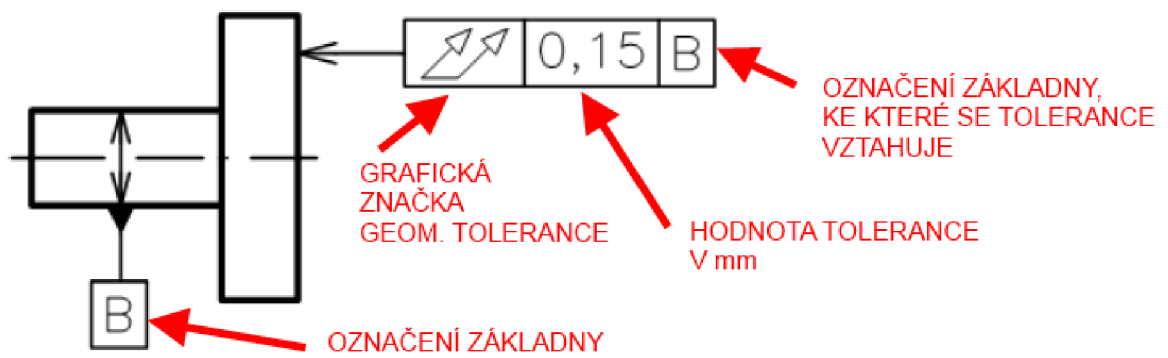 0,15 B
OZNAČENÍ ZÁKLADNY,
KE KTERÉ SE TOLERANCE
VZTAHUJE
GRAFICKÁ
ZNAČKA
GEOM. TOLERANCE
HODNOTA TOLERANCE
V mm
B
OZNAČENÍ ZÁKLADNY